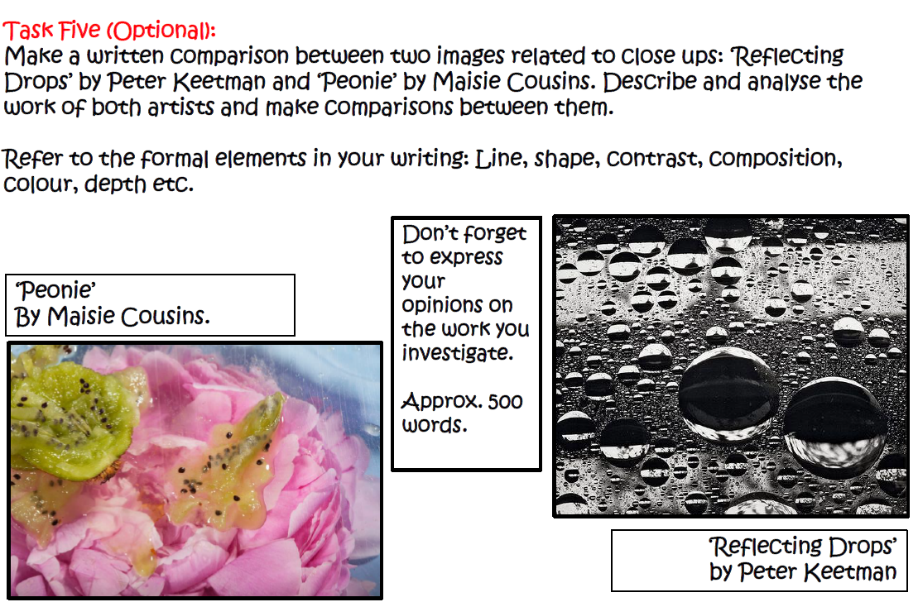 Task Five (Optional):
Make a written comparison between two images related to close ups: 'Reflecting
Drops' by Peter Keetman and 'Peonie' by Maisie Cousins. Describe and analyse the
work of both artists and make comparisons between them.
Refer to the formal elements in your writing: Line, shape, contrast, composition,
colour, depth etc.
Don't forget
to express
your
opinions on
the work you
investigate.
Approx. 500
words.
'Peonie'
By Maisie Cousins.
'Reflecting Drops'
by Peter Keetman